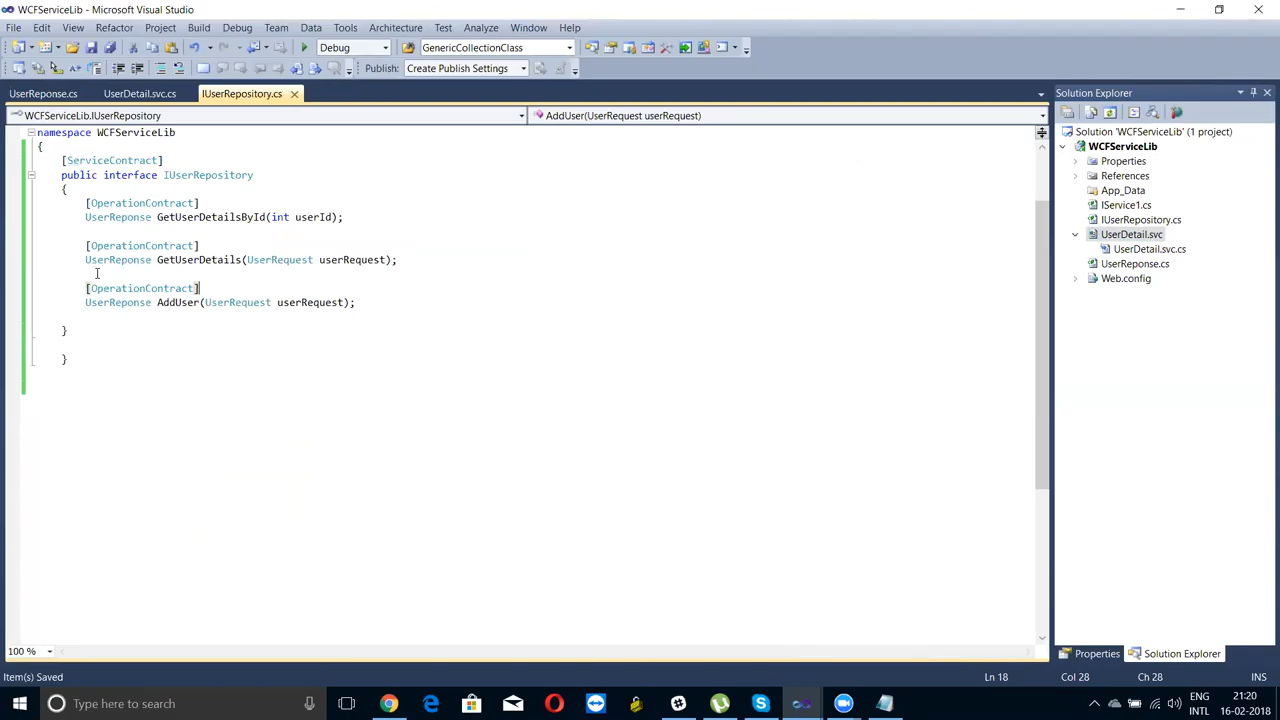 WCFServiceLib - Microsoft Visual Studio
File Edit View Refactor Project Build Debug Team Data Tools Architecture Test Analyze Window Help
Debug GenericCollectionClass
Publish: Create Publish Settings
UserReponse.cs UserDetail.svc.cs IUserRepository.cs
WCFServiceLib.IUserRepository AddUser(UserRequest userRequest)
namespace WCFServiceLib
{
[ServiceContract]
public interface IUserRepository
{
[OperationContract]
UserReponse GetUserDetailsById(int userId);
[OperationContract]
UserReponse GetUserDetails(UserRequest userRequest);
[OperationContract]
UserReponse AddUser(UserRequest userRequest);
}
}
100 %
Solution Explorer
Solution 'WCFServiceLib' (1 project)
WCFServiceLib
Properties
References
App_Data
IService1.cs
IUserRepository.cs
UserDetail.svc
UserDetail.svc.cs
UserReponse.cs
Web.config
Properties Solution Explorer
Item(s) Saved Ln 18 Col 28 Ch 28 INS
Type here to search
ENG 21:20
INTL 16-02-2018